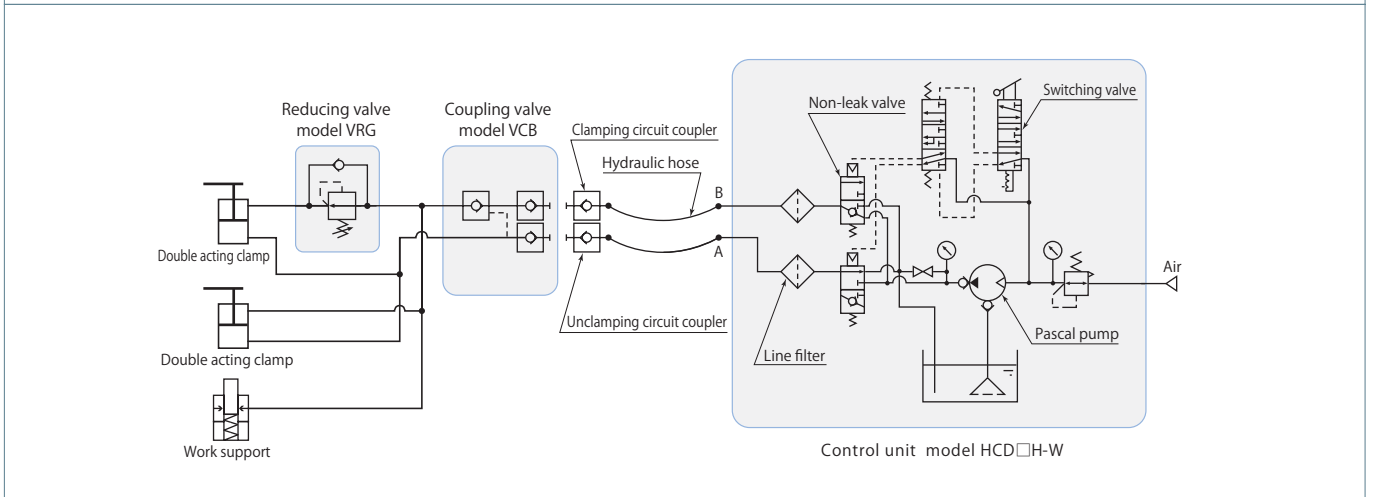 Reducing valve
model VRG
Coupling valve
model VCB
Clamping circuit coupler
Hydraulic hose
Non-leak valve
Switching valve
B
A
Double acting clamp
Air
Unclamping circuit coupler
Pascal pump
Line filter
Double acting clamp
Work support
Control unit model HCD□H-W